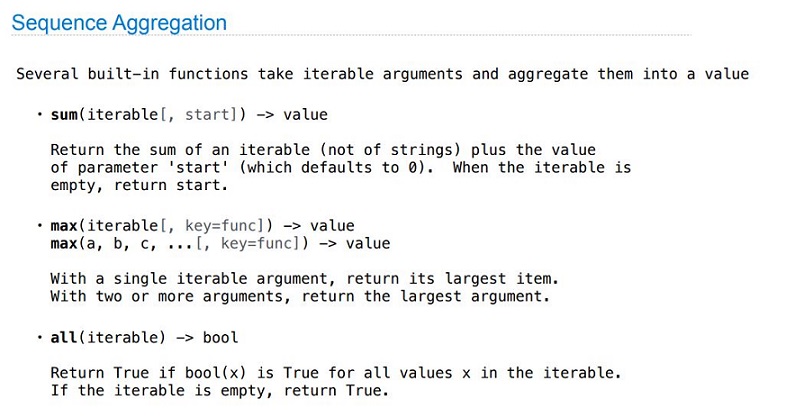 Sequence Aggregation
Several built-in functions take iterable arguments and aggregate them into a value
• sum(iterable[, start]) -> value
Return the sum of an iterable (not of strings) plus the value
of parameter 'start' (which defaults to 0).  When the iterable is
empty, return start.
• max(iterable[, key=func]) -> value
max(a, b, c, ...[, key=func]) -> value
With a single iterable argument, return its largest item.
With two or more arguments, return the largest argument.
• all(iterable) -> bool
Return True if bool(x) is True for all values x in the iterable.
If the iterable is empty, return True.